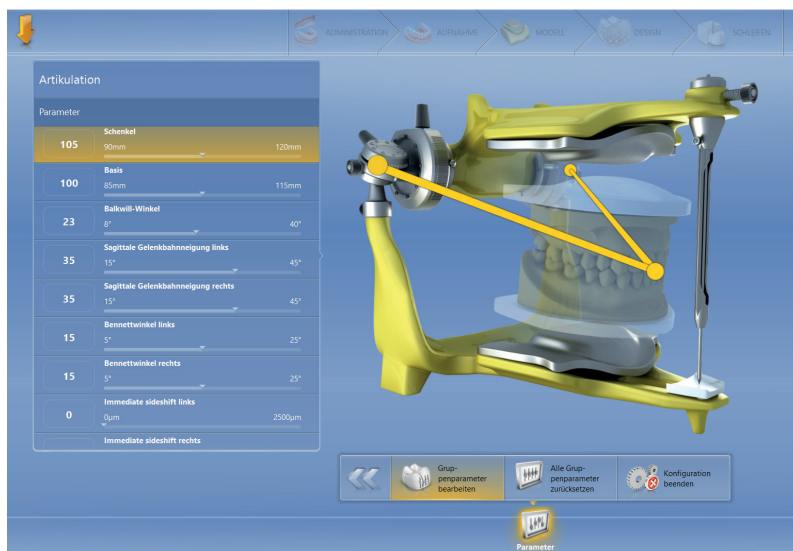 ADMINISTRATION
AUFNAHME
MODELL
DESIGN
SCHLEIFEN
Artikulation
Parameter
105
Schenkel
90mm 120mm
100
Basis
85mm 115mm
23
Balkwill-Winkel
8° 40°
35
Sagittale Gelenkbahnneigung links
15° 45°
35
Sagittale Gelenkbahnneigung rechts
15° 45°
15
Bennettwinkel links
5° 25°
15
Bennettwinkel rechts
5° 25°
0
Immediate sideshift links
0µm 2500µm
Immediate sideshift rechts
Grup-
penparameter
bearbeiten
Alle Grup-
penparameter
zurücksetzen
Konfiguration
beenden
Parameter